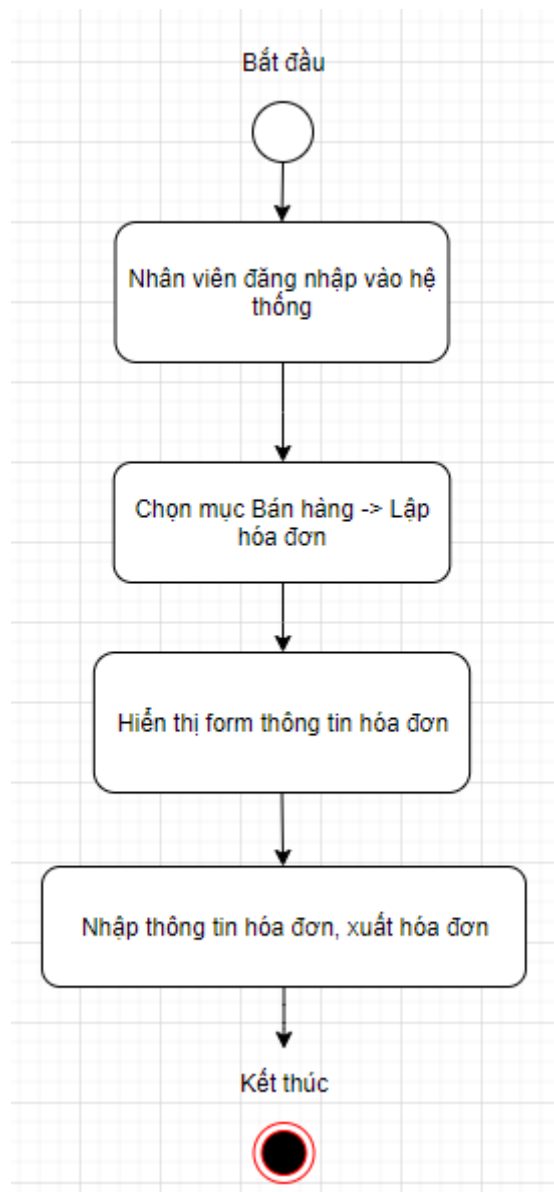 Bắt đầu
Nhân viên đăng nhập vào hệ
thống
Chọn mục Bán hàng -> Lập
hóa đơn
Hiển thị form thông tin hóa đơn
Nhập thông tin hóa đơn, xuất hóa đơn
Kết thúc